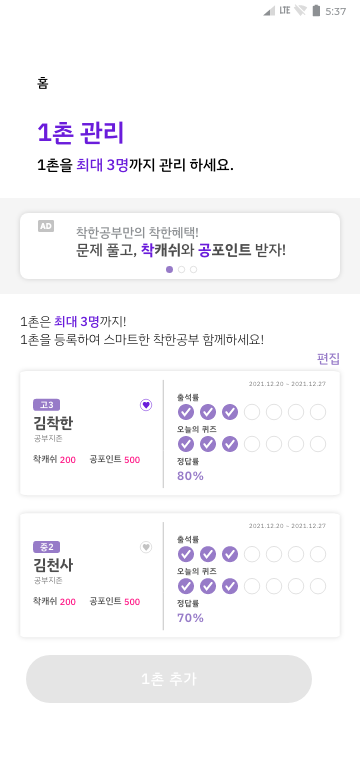 LTE 5:37
홈
1촌 관리
1촌을 최대 3명까지 관리 하세요.
AD
착한공부만의 착한혜택!
문제 풀고, 착캐쉬와 공포인트 받자!
1촌은 최대 3명까지!
1촌을 등록하여 스마트한 착한공부 함께하세요!
편집
고3
김착한
공부지존
착캐쉬 200 공포인트 500
2021.12.20 ~ 2021.12.27
출석률
오늘의 퀴즈
정답률
80%
중2
김천사
공부지존
착캐쉬 200 공포인트 500
2021.12.20 ~ 2021.12.27
출석률
오늘의 퀴즈
정답률
70%
1촌 추가